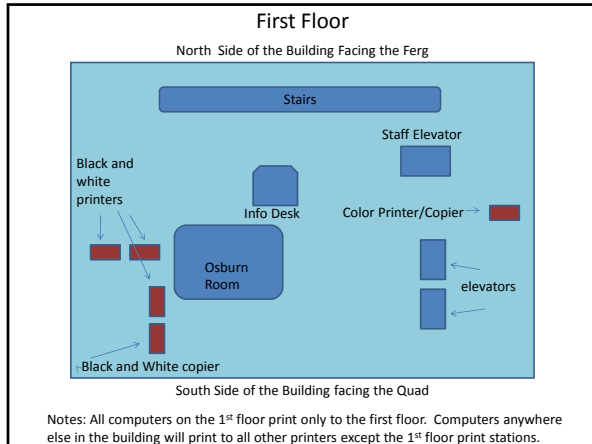 First Floor
North Side of the Building Facing the Ferg
Stairs
Staff Elevator
Black and
white
printers
Info Desk
Color Printer/Copier
Osburn
Room
elevators
Black and White copier
South Side of the Building facing the Quad
Notes: All computers on the 1st floor print only to the first floor. Computers anywhere
else in the building will print to all other printers except the 1st floor print stations.